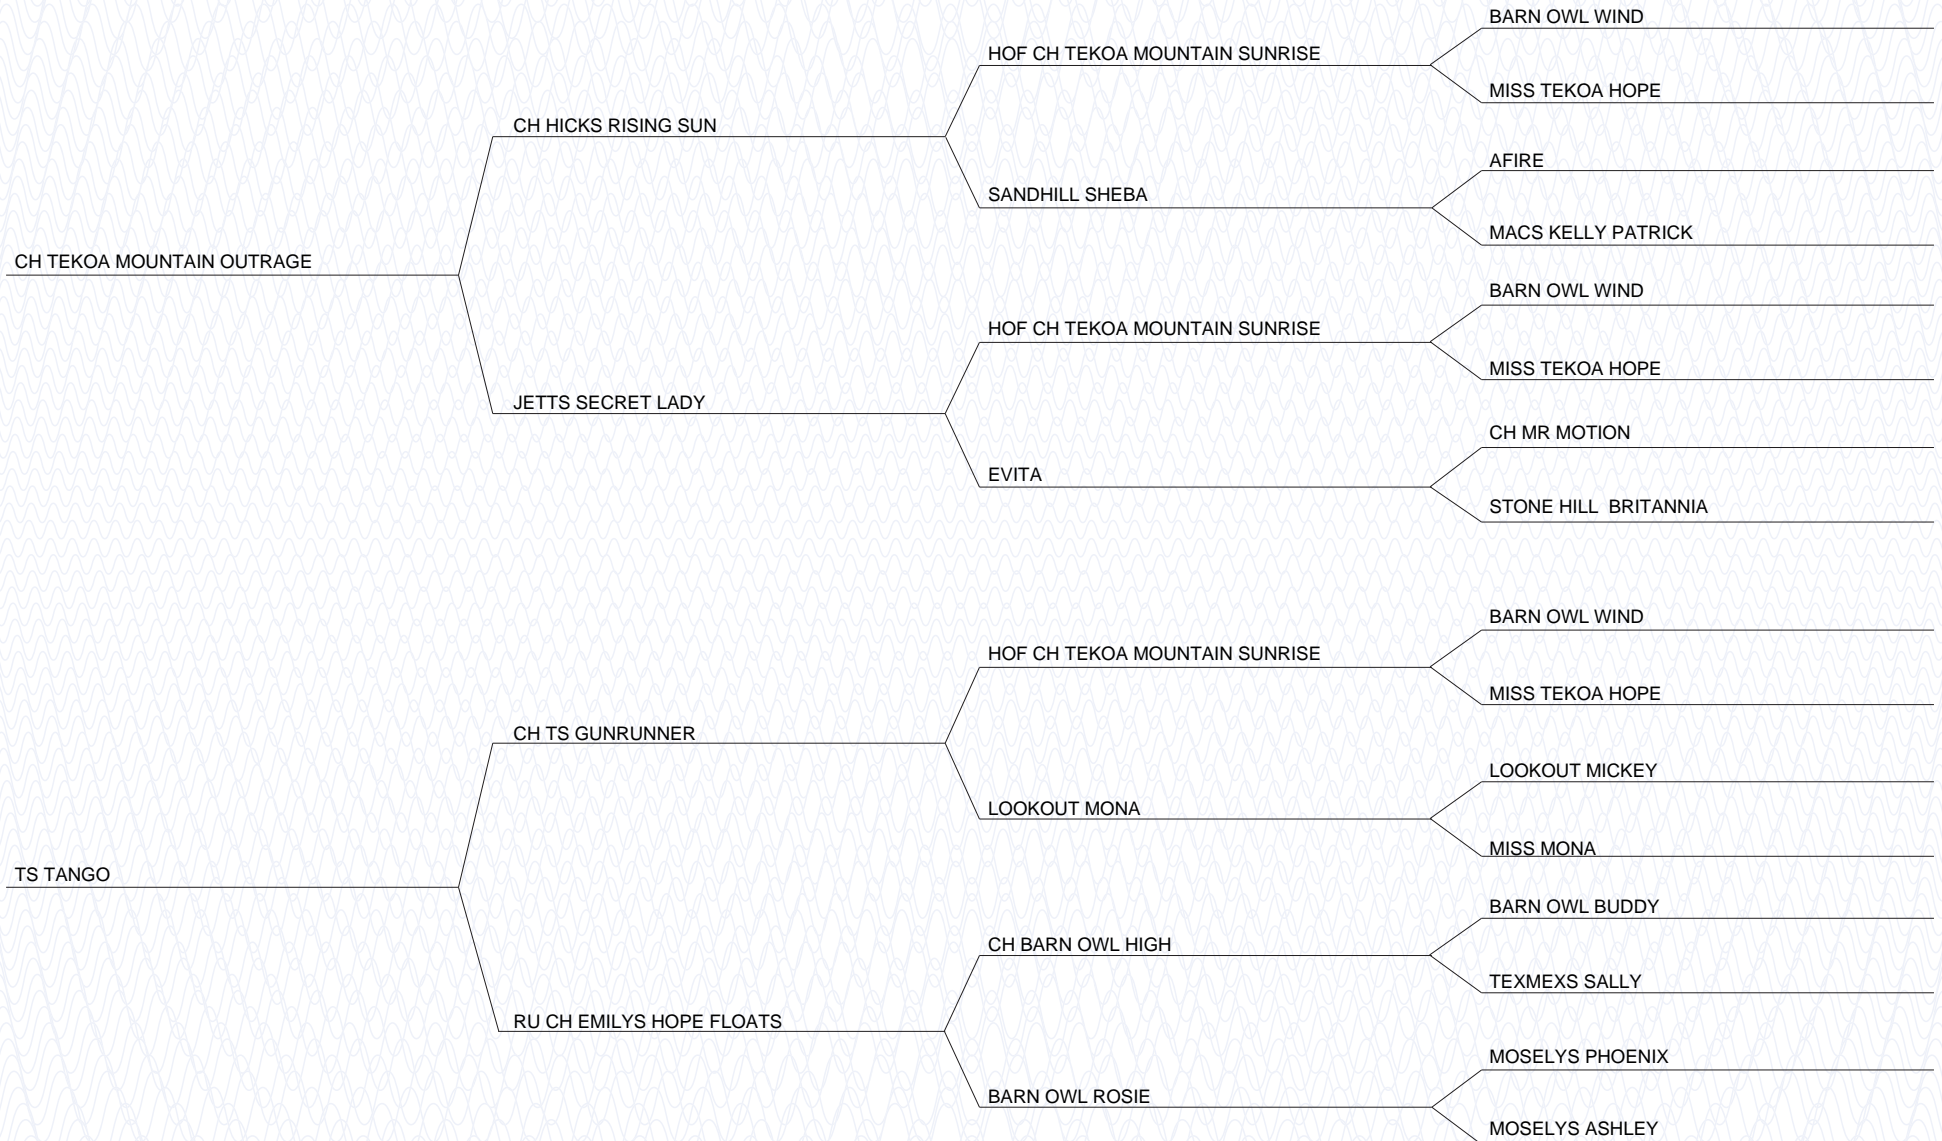 BARN OWL WIND
HOF CH TEKOA MOUNTAIN SUNRISE
MISS TEKOA HOPE
CH HICKS RISING SUN
AFIRE
SANDHILL SHEBA
MACS KELLY PATRICK
CH TEKOA MOUNTAIN OUTRAGE
BARN OWL WIND
HOF CH TEKOA MOUNTAIN SUNRISE
MISS TEKOA HOPE
JETTS SECRET LADY
CH MR MOTION
EVITA
STONE HILL  BRITANNIA
BARN OWL WIND
HOF CH TEKOA MOUNTAIN SUNRISE
MISS TEKOA HOPE
CH TS GUNRUNNER
LOOKOUT MICKEY
LOOKOUT MONA
MISS MONA
TS TANGO
BARN OWL BUDDY
CH BARN OWL HIGH
TEXMEXS SALLY
RU CH EMILYS HOPE FLOATS
MOSELYS PHOENIX
BARN OWL ROSIE
MOSELYS ASHLEY